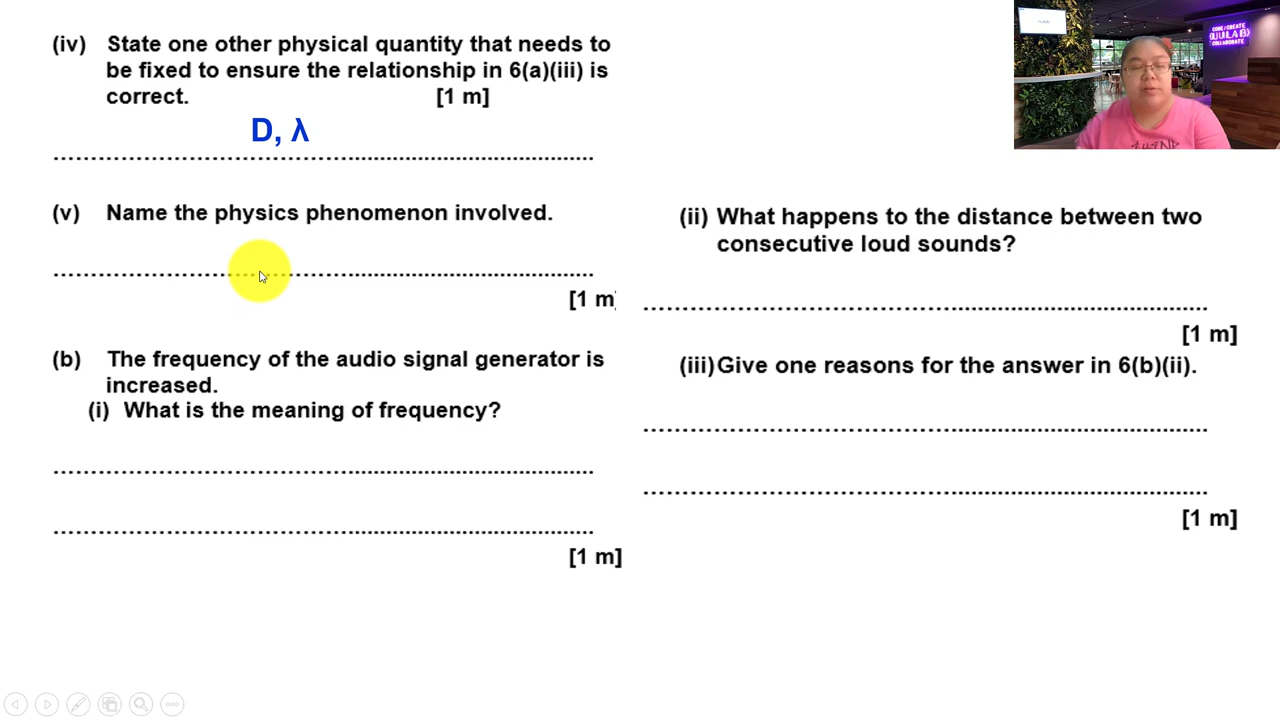 (iv) State one other physical quantity that needs to
be fixed to ensure the relationship in 6(a)(iii) is
correct. [1 m]
D, λ
(v) Name the physics phenomenon involved.
[1 m]
(b) The frequency of the audio signal generator is
increased.
(i) What is the meaning of frequency?
[1 m]
(ii) What happens to the distance between two
consecutive loud sounds?
[1 m]
(iii) Give one reasons for the answer in 6(b)(ii).
[1 m]
CODE/CREATE
COLLABORATE